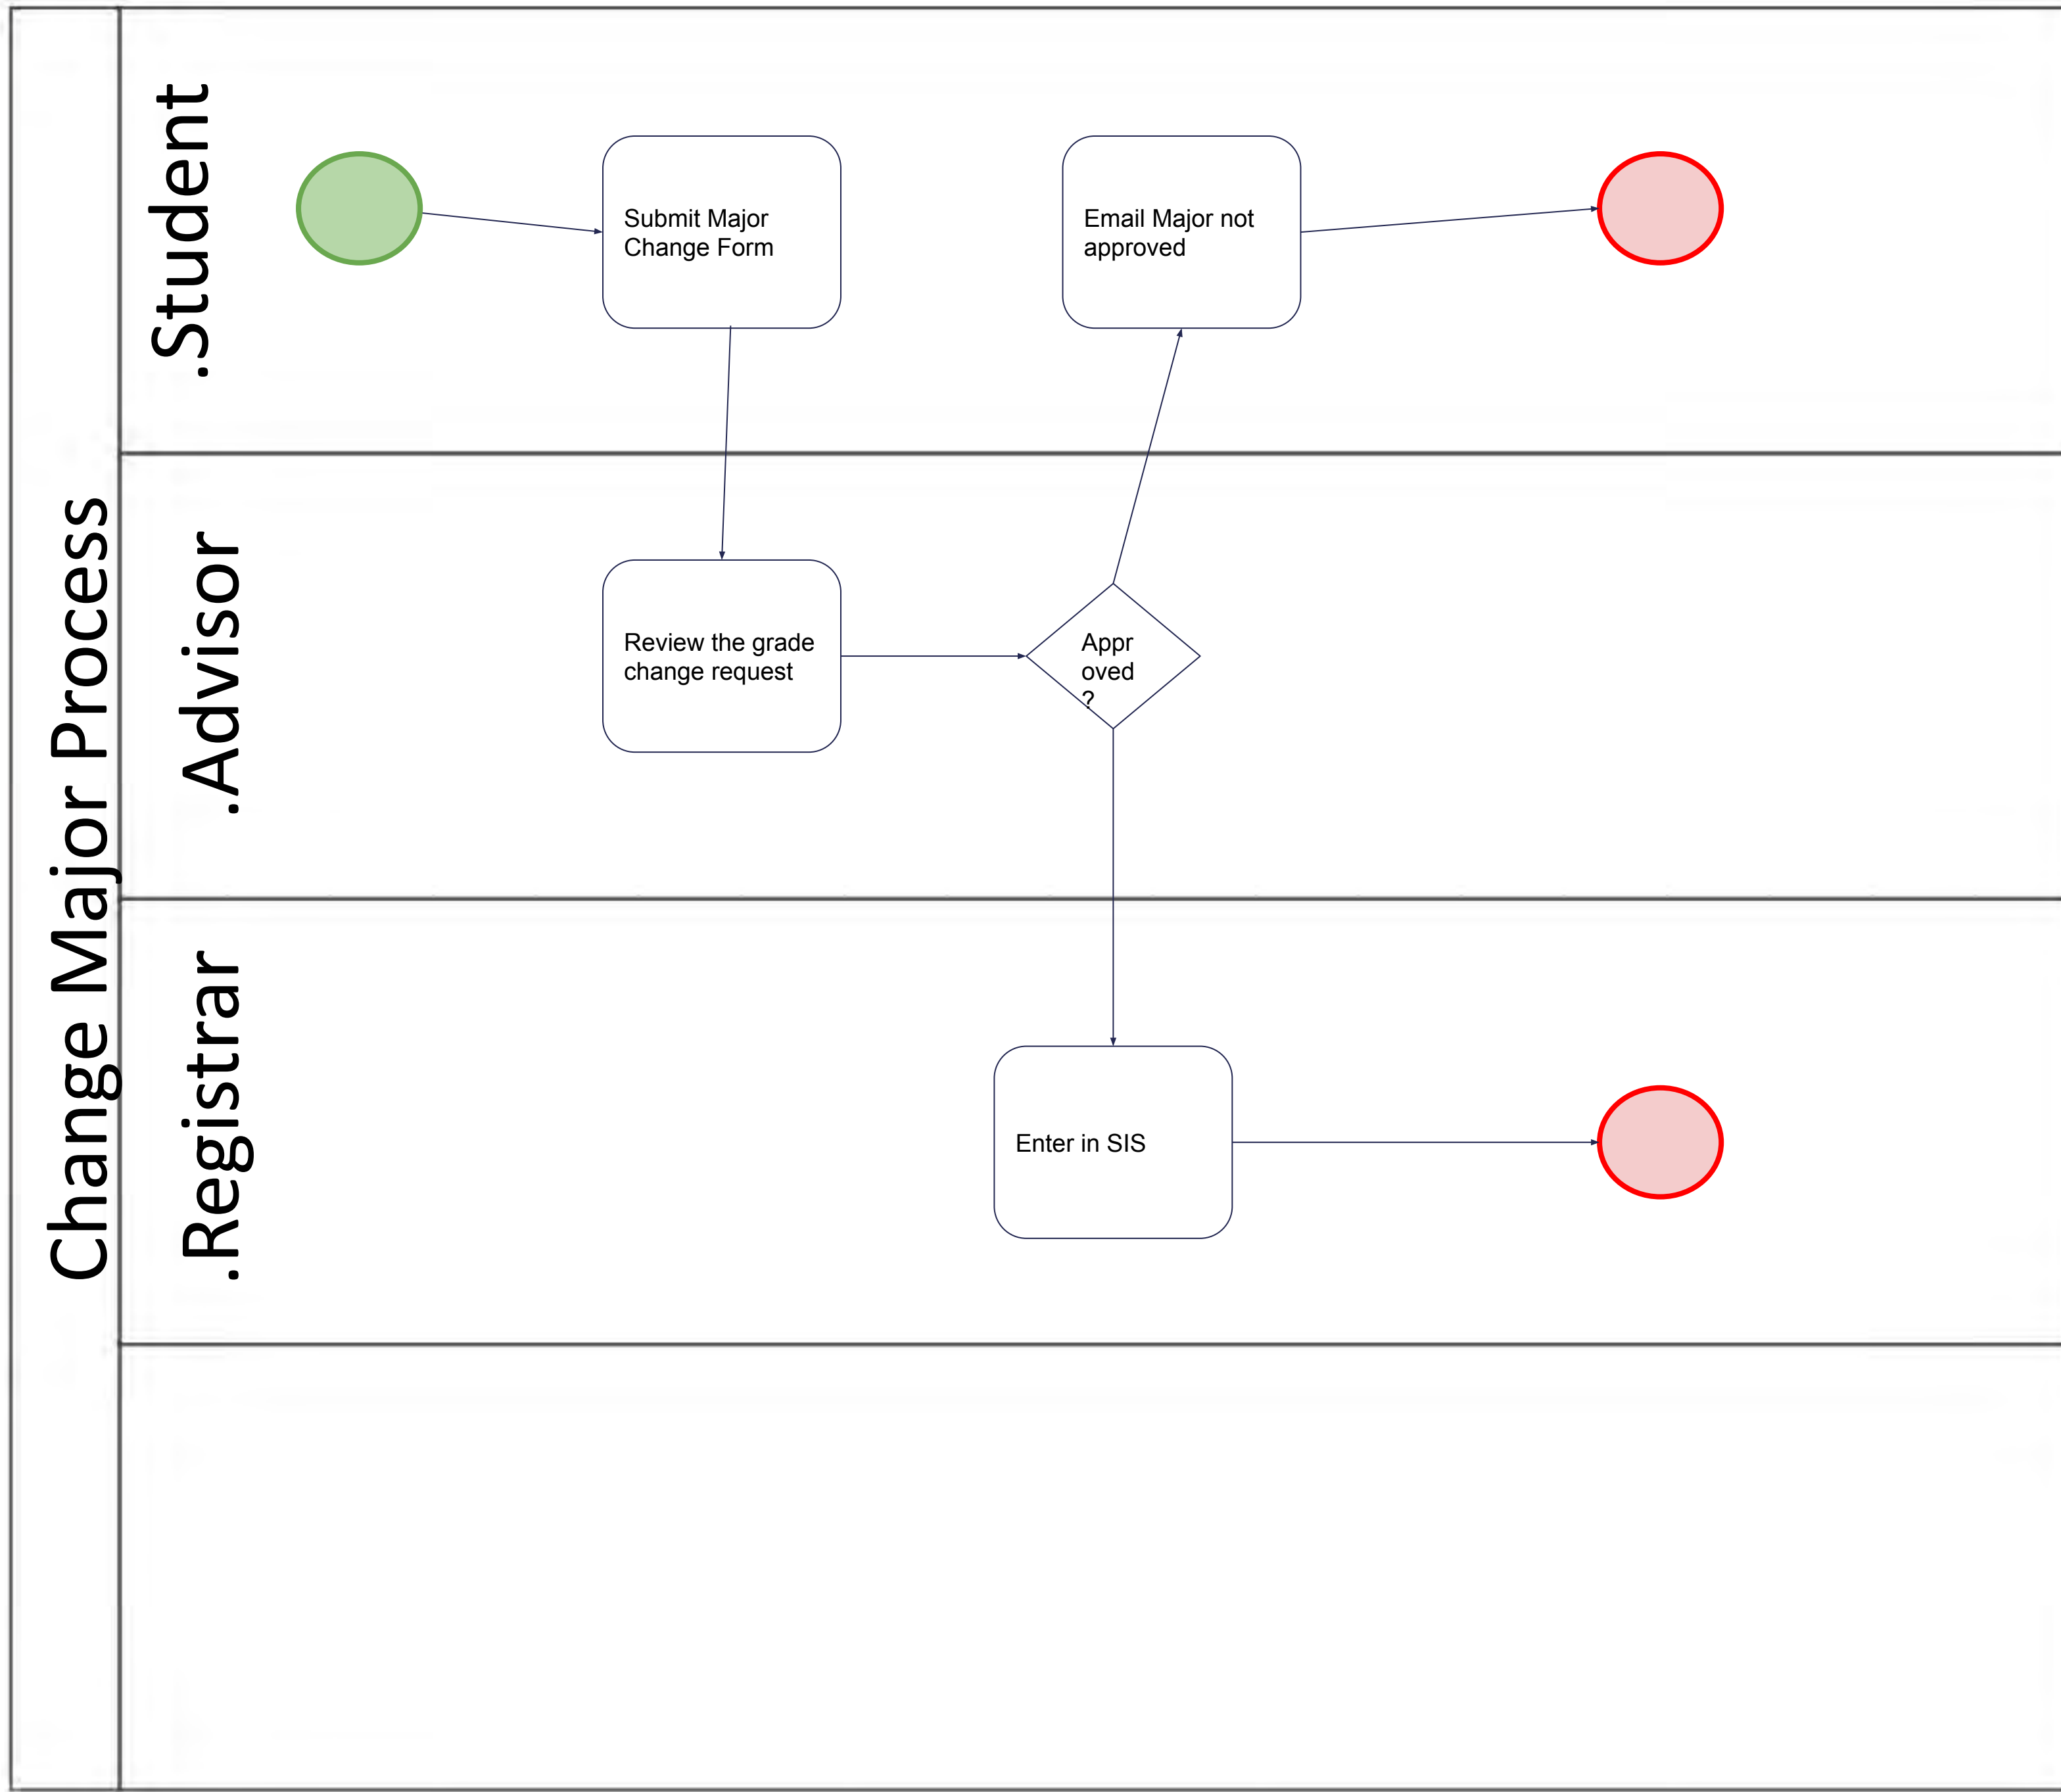 Change Major Process
.Student
Submit Major
Change Form
Email Major not
approved
.Advisor
Review the grade
change request
Appr
oved
?
.Registrar
Enter in SIS